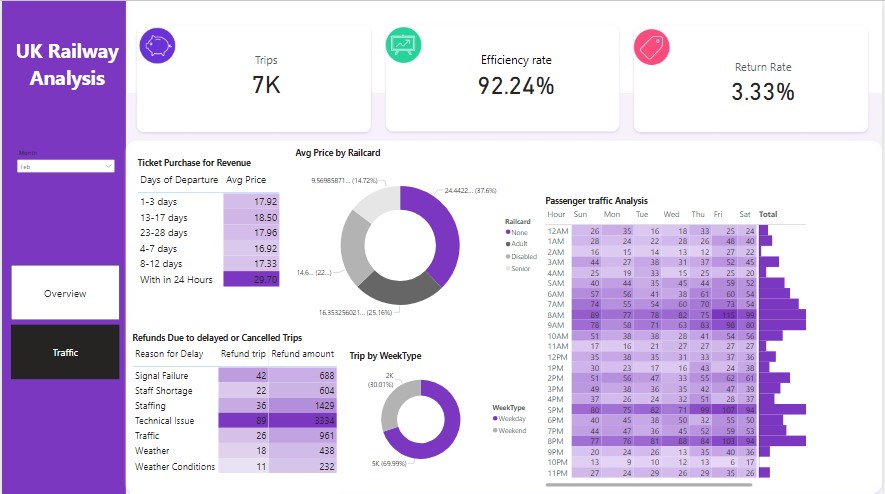 UK Railway
Analysis
Trips
7K
Efficiency rate
92.24%
Return Rate
3.33%
Month
Feb
Overview
Traffic
Ticket Purchase for Revenue
Days of Departure Avg Price
1-3 days 17.92
13-17 days 18.50
23-28 days 17.96
4-7 days 16.92
8-12 days 17.33
With in 24 Hours 29.70
Avg Price by Railcard
9.56985871... (14.72%)
24.4422... (37.6%)
14.6... (22...)
16.353256021... (25.16%)
Railcard
None
Adult
Disabled
Senior
Refunds Due to delayed or Cancelled Trips
Reason for Delay Refund trip Refund amount
Signal Failure 42 688
Staff Shortage 22 604
Staffing 36 1429
Technical Issue 89 3334
Traffic 26 961
Weather 18 438
Weather Conditions 11 232
Trip by WeekType
2K
(30.01%)
5K (69.99%)
WeekType
Weekday
Weekend
Passenger traffic Analysis
Hour Sun Mon Tue Wed Thu Fri Sat Total
12AM 26 35 16 18 33 25 24
1AM 28 24 22 28 26 48 40
2AM 16 15 14 13 12 27 22
3AM 44 27 38 31 37 52 45
4AM 25 19 33 15 25 25 20
5AM 40 44 35 45 44 59 52
6AM 57 56 41 38 61 60 54
7AM 74 55 54 60 70 73 54
8AM 89 77 78 82 75 115 99
9AM 78 58 71 63 83 98 80
10AM 51 38 38 28 41 54 56
11AM 17 16 21 27 27 27 27
12PM 35 38 35 31 33 37 36
1PM 30 23 17 16 43 24 38
2PM 51 56 47 33 55 62 61
3PM 49 38 36 35 42 47 39
4PM 37 26 24 32 51 28 37
5PM 80 75 82 71 99 107 94
6PM 40 45 38 50 32 55 50
7PM 44 47 36 45 52 59 53
8PM 77 76 81 88 84 103 94
9PM 20 24 29 13 35 40 36
10PM 13 9 10 12 13 6 17
11PM 27 24 29 26 29 35 26